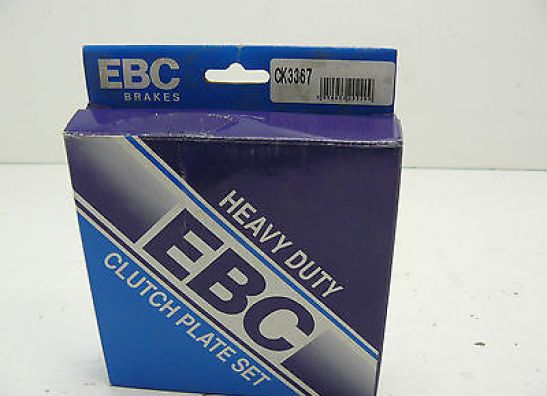 EBC
BRAKES
CK3367
HEAVY DUTY
EBC
CLUTCH PLATE SET